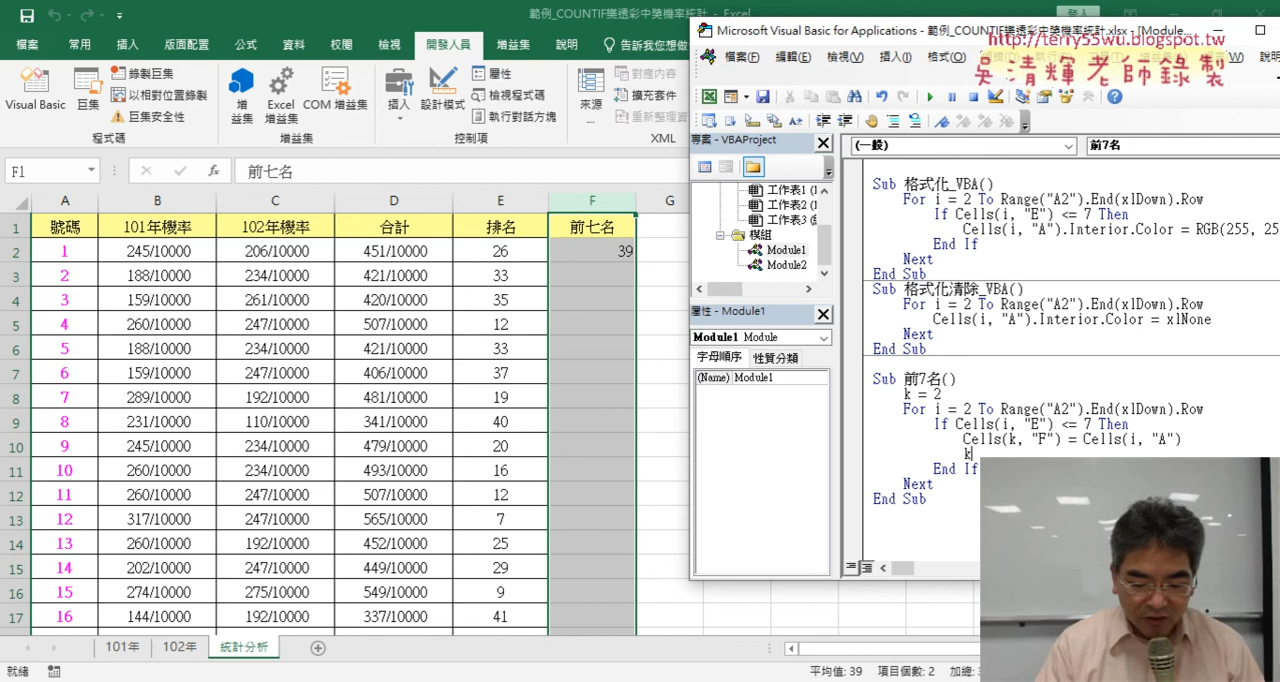 範例_COUNTIF樂透彩中獎機率統計 - Excel
登入
檔案 常用 插入 版面配置 公式 資料 校閱 檢視 開發人員 增益集 說明 告訴我您想做
Visual Basic 巨集 錄製巨集 以相對位置錄製 巨集安全性 程式碼
增益集 Excel 增益集 COM 增益集 增益集
插入 設計模式 屬性 檢視程式碼 執行對話方塊 控制項
來源... 對應內容 擴充套件 重新整理資 XML
F1 fx 前七名
A B C D E F G
1 號碼 101年機率 102年機率 合計 排名 前七名
2 1 245/10000 206/10000 451/10000 26 39
3 2 188/10000 234/10000 421/10000 33
4 3 159/10000 261/10000 420/10000 35
5 4 260/10000 247/10000 507/10000 12
6 5 188/10000 234/10000 421/10000 33
7 6 159/10000 247/10000 406/10000 37
8 7 289/10000 192/10000 481/10000 19
9 8 231/10000 110/10000 341/10000 40
10 9 245/10000 234/10000 479/10000 20
11 10 260/10000 234/10000 493/10000 16
12 11 260/10000 247/10000 507/10000 12
13 12 317/10000 247/10000 565/10000 7
14 13 260/10000 192/10000 452/10000 25
15 14 202/10000 247/10000 449/10000 29
16 15 274/10000 275/10000 549/10000 9
17 16 144/10000 192/10000 337/10000 41
101年 102年 統計分析
就緒 平均值: 39 項目個數: 2 加總:
Microsoft Visual Basic for Applications - 範例_COUNTIF樂透彩中獎機率統計.xlsx - [Module...
http://terry55wu.blogspot.tw
吳清輝老師錄製
檔案(F) 編輯(E) 檢視(V) 插入(I) 格式(O)
專案 - VBAProject
工作表1 (
工作表2 (
工作表3 (
模組
Module1
Module2
屬性 - Module1
Module1 Module
字母順序 性質分類
(Name) Module1
(一般) 前7名
Sub 格式化_VBA()
For i = 2 To Range("A2").End(xlDown).Row
If Cells(i, "E") <= 7 Then
Cells(i, "A").Interior.Color = RGB(255, 25
End If
Next
End Sub
Sub 格式化清除_VBA()
For i = 2 To Range("A2").End(xlDown).Row
Cells(i, "A").Interior.Color = xlNone
Next
End Sub
Sub 前7名()
k = 2
For i = 2 To Range("A2").End(xlDown).Row
If Cells(i, "E") <= 7 Then
Cells(k, "F") = Cells(i, "A")
k
End If
Next
End Sub